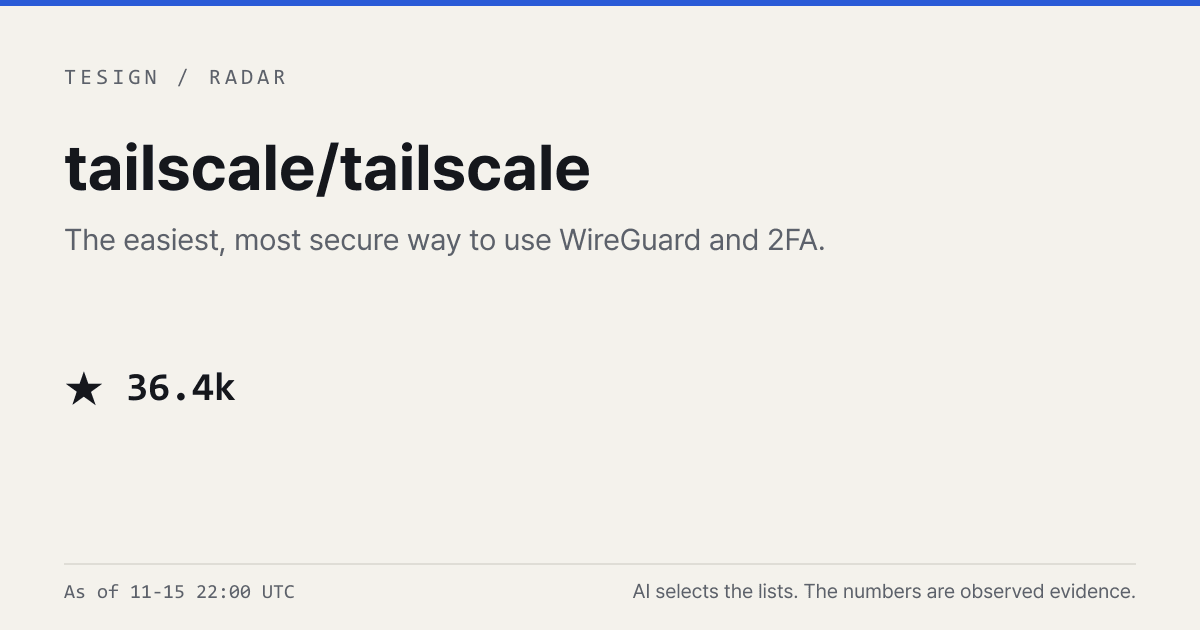 TESIGN / RADAR
tailscale/tailscale
The easiest, most secure way to use WireGuard and 2FA.
★ 36.4k
As of 11-15 22:00 UTC
AI selects the lists. The numbers are observed evidence.